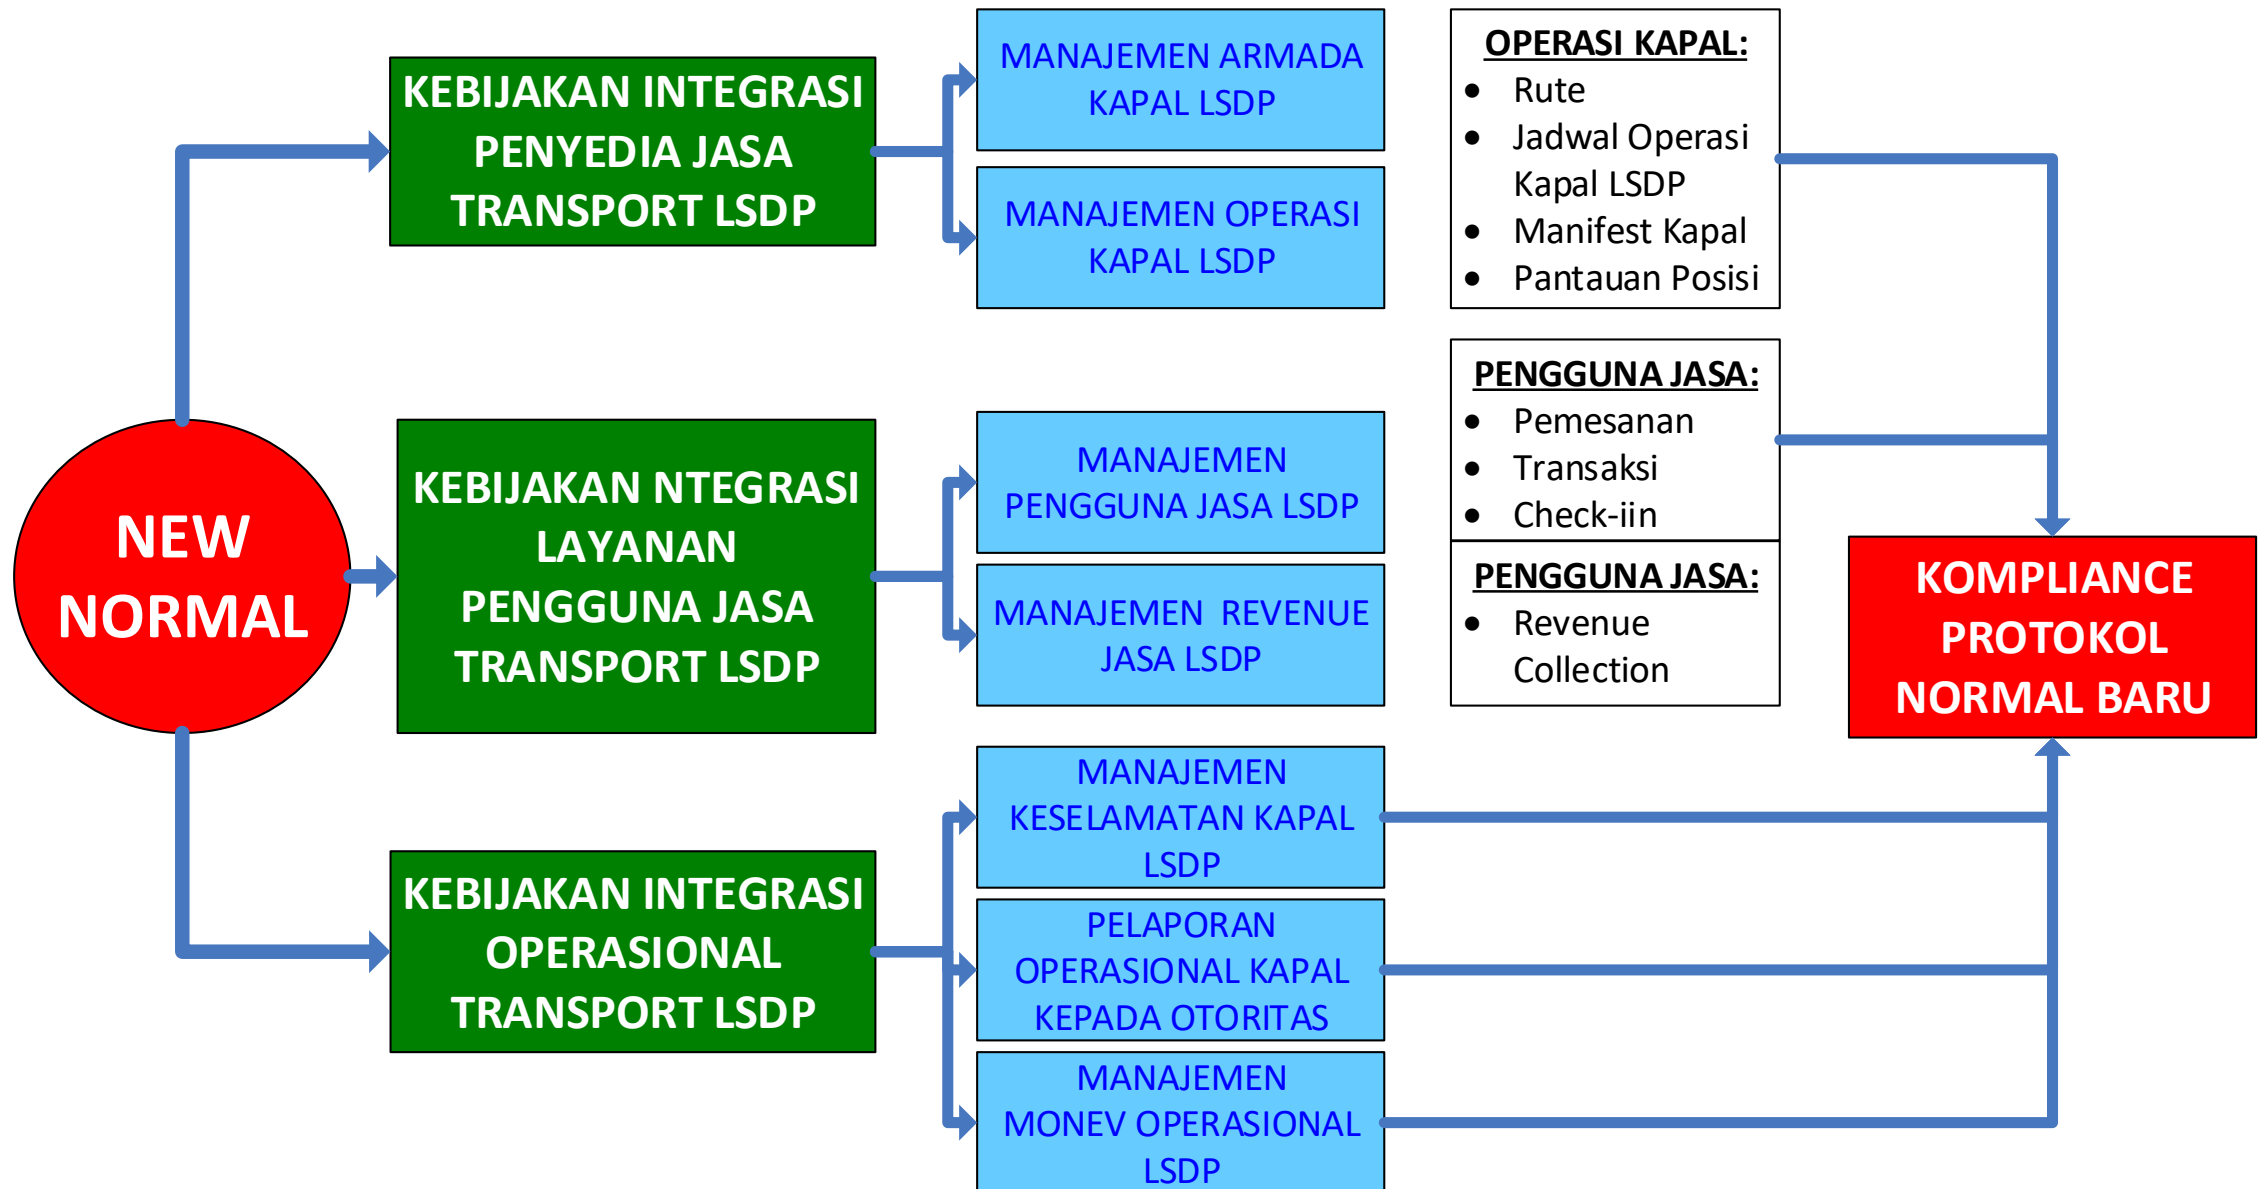 NEW
NORMAL
KEBIJAKAN INTEGRASI
PENYEDIA JASA
TRANSPORT LSDP
MANAJEMEN ARMADA
KAPAL LSDP
MANAJEMEN OPERASI
KAPAL LSDP
OPERASI KAPAL:
• Rute
• Jadwal Operasi
Kapal LSDP
• Manifest Kapal
• Pantauan Posisi
KEBIJAKAN NTEGRASI
LAYANAN
PENGGUNA JASA
TRANSPORT LSDP
MANAJEMEN
PENGGUNA JASA LSDP
MANAJEMEN REVENUE
JASA LSDP
PENGGUNA JASA:
• Pemesanan
• Transaksi
• Check-iin
PENGGUNA JASA:
• Revenue
Collection
KEBIJAKAN INTEGRASI
OPERASIONAL
TRANSPORT LSDP
MANAJEMEN
KESELAMATAN KAPAL
LSDP
PELAPORAN
OPERASIONAL KAPAL
KEPADA OTORITAS
MANAJEMEN
MONEV OPERASIONAL
LSDP
KOMPLIANCE
PROTOKOL
NORMAL BARU